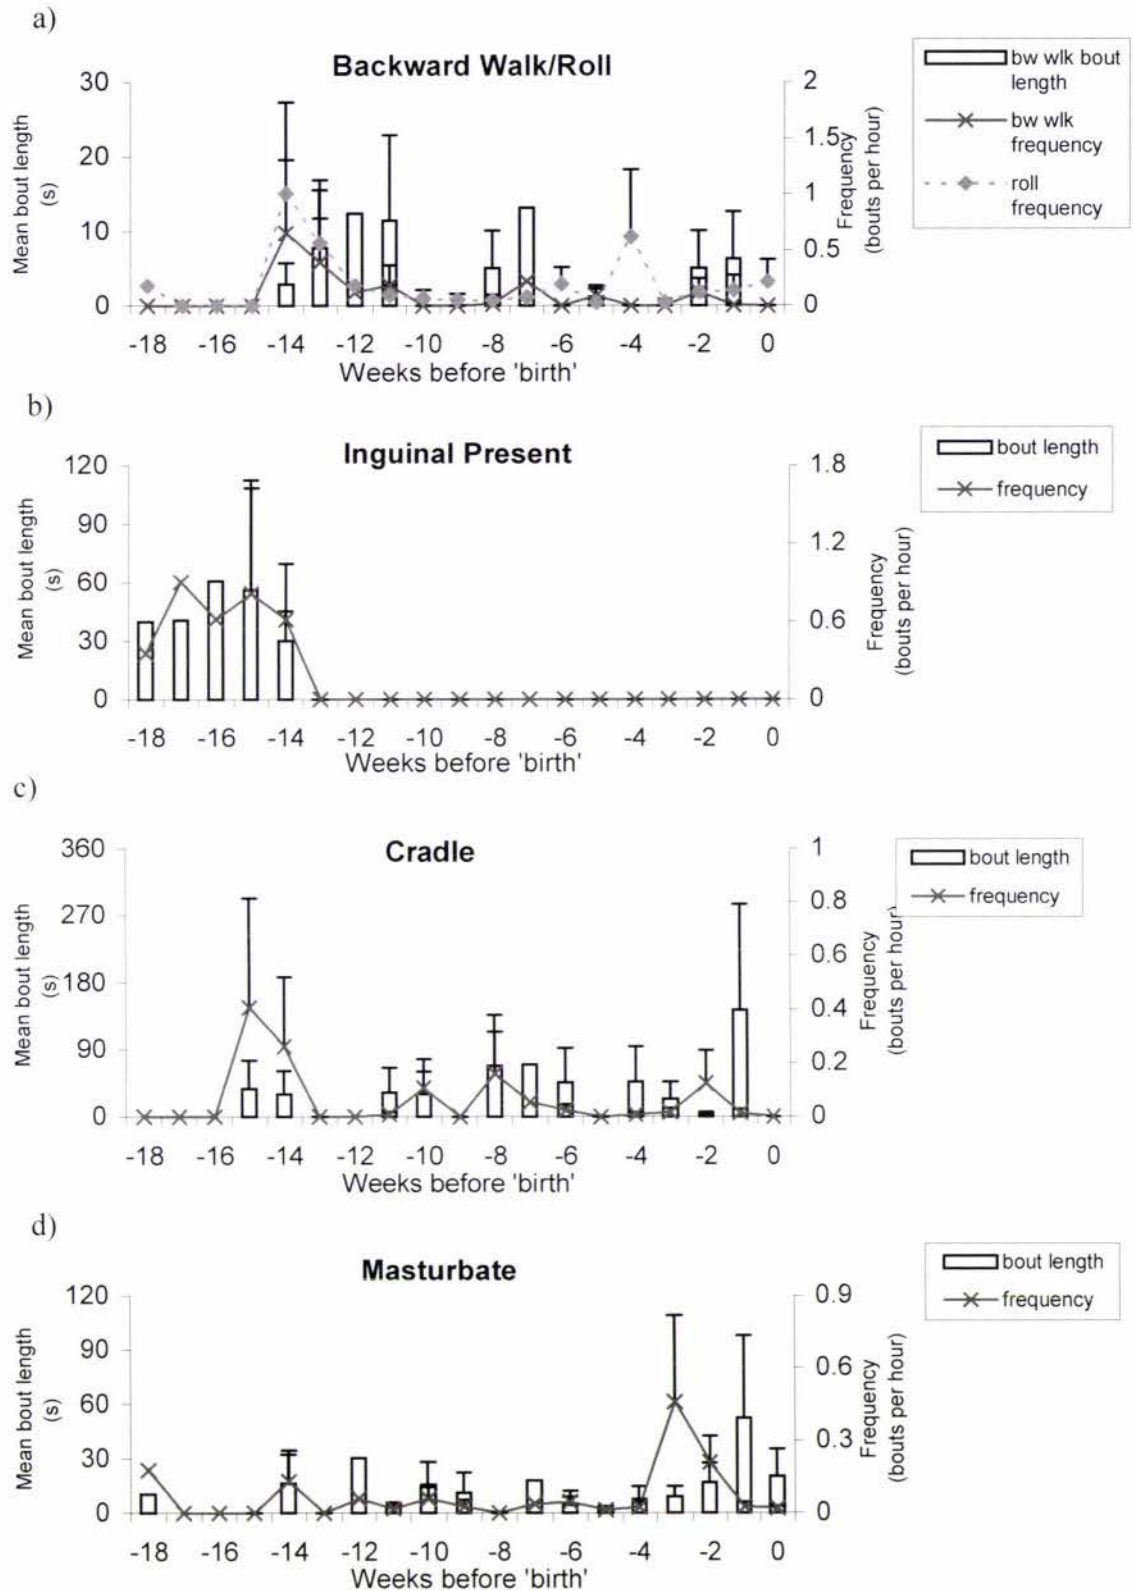 a)
Backward Walk/Roll
bw wlk bout
length
bw wlk
frequency
roll
frequency
Mean bout length
(s)
30
20
10
0
2
1.5
1
0.5
0
Frequency
(bouts per hour)
-18 -16 -14 -12 -10 -8 -6 -4 -2 0
Weeks before 'birth'
b)
Inguinal Present
bout length
frequency
Mean bout length
(s)
120
90
60
30
0
1.8
1.2
0.6
0
Frequency
(bouts per hour)
-18 -16 -14 -12 -10 -8 -6 -4 -2 0
Weeks before 'birth'
c)
Cradle
bout length
frequency
Mean bout length
(s)
360
270
180
90
0
1
0.8
0.6
0.4
0.2
0
Frequency
(bouts per hour)
-18 -16 -14 -12 -10 -8 -6 -4 -2 0
Weeks before 'birth'
d)
Masturbate
bout length
frequency
Mean bout length
(s)
120
90
60
30
0
0.9
0.6
0.3
0
Frequency
(bouts per hour)
-18 -16 -14 -12 -10 -8 -6 -4 -2 0
Weeks before 'birth'